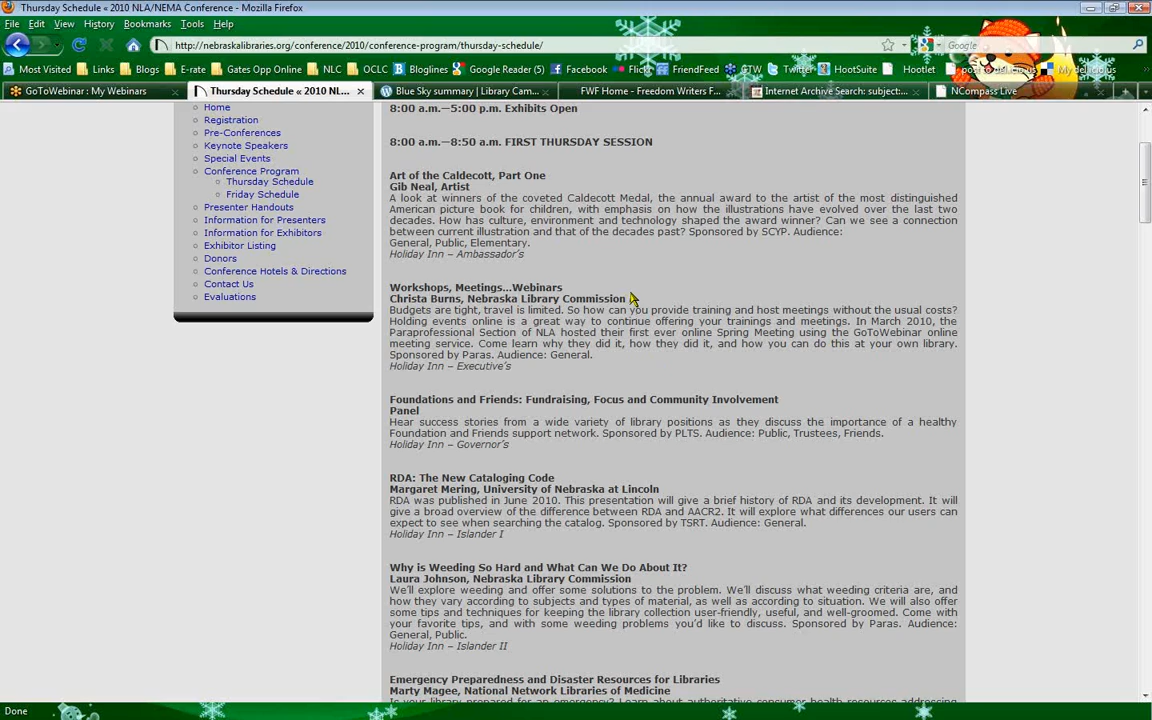 Thursday Schedule « 2010 NLA/NEMA Conference - Mozilla Firefox
File Edit View History Bookmarks Tools Help
http://nebraskalibraries.org/conference/2010/conference-program/thursday-schedule/
Google
Most Visited Links Blogs E-rate Gates Opp Online NLC OCLC Bloglines Google Reader (5) Facebook Flickr FriendFeed GTW Twitter HootSuite Hootlet post to del.icio.us My del.icio.us
GoToWebinar : My Webinars Thursday Schedule « 2010 NL... Blue Sky summary | Library Cam... FWF Home - Freedom Writers F... Internet Archive Search: subject:... NCompass Live
Home
Registration
Pre-Conferences
Keynote Speakers
Special Events
Conference Program
Thursday Schedule
Friday Schedule
Presenter Handouts
Information for Presenters
Information for Exhibitors
Exhibitor Listing
Donors
Conference Hotels & Directions
Contact Us
Evaluations
8:00 a.m.—5:00 p.m. Exhibits Open
8:00 a.m.—8:50 a.m. FIRST THURSDAY SESSION
Art of the Caldecott, Part One
Gib Neal, Artist
A look at winners of the coveted Caldecott Medal, the annual award to the artist of the most distinguished
American picture book for children, with emphasis on how the illustrations have evolved over the last two
decades. How has culture, environment and technology shaped the award winner? Can we see a connection
between current illustration and that of the decades past? Sponsored by SCYP. Audience:
General, Public, Elementary.
Holiday Inn – Ambassador's
Workshops, Meetings...Webinars
Christa Burns, Nebraska Library Commission
Budgets are tight, travel is limited. So how can you provide training and host meetings without the usual costs?
Holding events online is a great way to continue offering your trainings and meetings. In March 2010, the
Paraprofessional Section of NLA hosted their first ever online Spring Meeting using the GoToWebinar online
meeting service. Come learn why they did it, how they did it, and how you can do this at your own library.
Sponsored by Paras. Audience: General.
Holiday Inn – Executive's
Foundations and Friends: Fundraising, Focus and Community Involvement
Panel
Hear success stories from a wide variety of library positions as they discuss the importance of a healthy
Foundation and Friends support network. Sponsored by PLTS. Audience: Public, Trustees, Friends.
Holiday Inn – Governor's
RDA: The New Cataloging Code
Margaret Mering, University of Nebraska at Lincoln
RDA was published in June 2010. This presentation will give a brief history of RDA and its development. It will
give a broad overview of the difference between RDA and AACR2. It will explore what differences our users can
expect to see when searching the catalog. Sponsored by TSRT. Audience: General.
Holiday Inn – Islander I
Why is Weeding So Hard and What Can We Do About It?
Laura Johnson, Nebraska Library Commission
We'll explore weeding and offer some solutions to the problem. We'll discuss what weeding criteria are, and
how they vary according to subjects and types of material, as well as according to situation. We will also offer
some tips and techniques for keeping the library collection user-friendly, useful, and well-groomed. Come with
your favorite tips, and with some weeding problems you'd like to discuss. Sponsored by Paras. Audience:
General, Public.
Holiday Inn – Islander II
Emergency Preparedness and Disaster Resources for Libraries
Marty Magee, National Network Libraries of Medicine
Is your library prepared for an emergency? Learn about authoritative consumer health resources addressing
Done